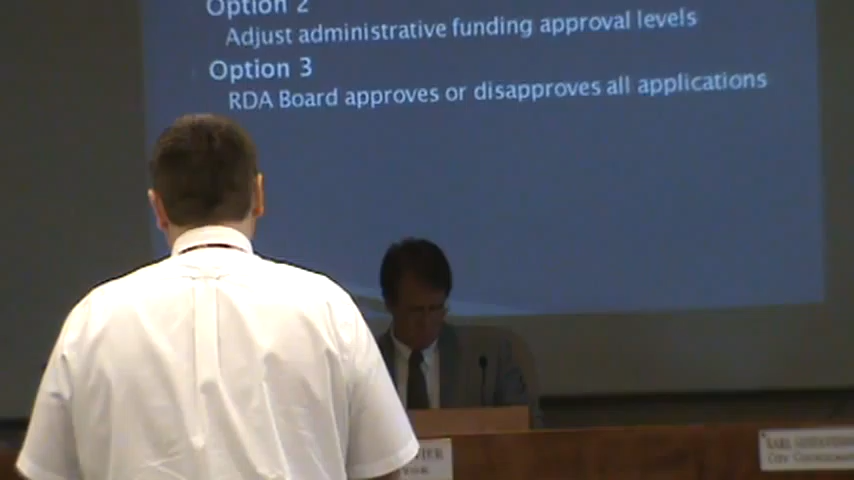 Option 2
Adjust administrative funding approval levels
Option 3
RDA Board approves or disapproves all applications